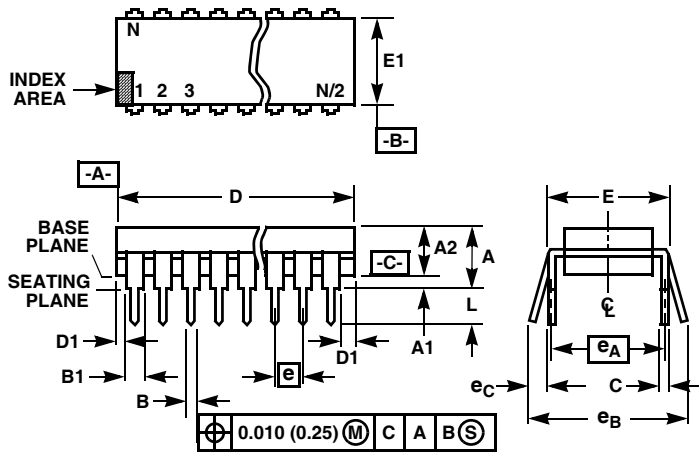 N
E1
INDEX
AREA
1 2 3 N/2
-B-
-A-
D
E
BASE
PLANE
A2
A
-C-
SEATING
PLANE
L
C
L
D1
B1
A1
D1
eA
B
e
eC
C
eB
0.010 (0.25) M C A B S